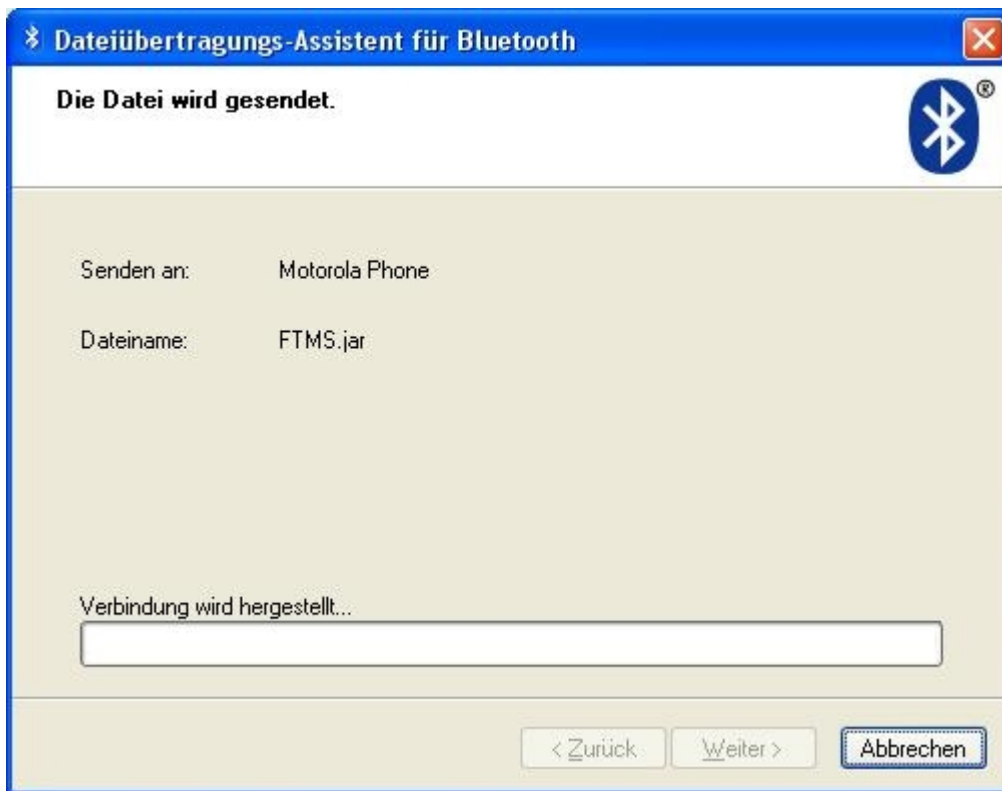 Dateiübertragungs-Assistent für Bluetooth
Die Datei wird gesendet.
®
Senden an: Motorola Phone
Dateiname: FTMS.jar
Verbindung wird hergestellt...
< Zurück Weiter > Abbrechen